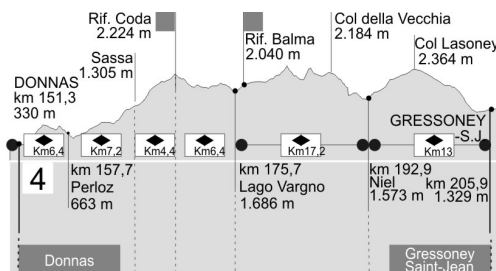 Rif. Coda
2.224 m
Sassa
1.305 m
DONNAS
km 151,3
330 m
Rif. Balma
2.040 m
Col della Vecchia
2.184 m
Col Lasoney
2.364 m
GRESSONEY
-S.J.
Km6,4
Km7,2
Km4,4
Km6,4
Km17,2
Km13
4
km 157,7
Perloz
663 m
km 175,7
Lago Vargno
1.686 m
km 192,9
Niel
1.573 m
km 205,9
1.329 m
Donnas
Gressoney
Saint-Jean